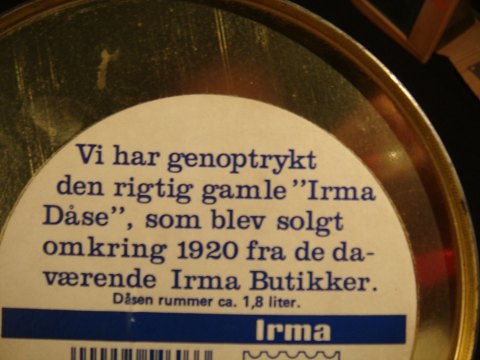 Vi har genoptrykt
den rigtig gamle "Irma
Dåse", som blev solgt
omkring 1920 fra de da-
værende Irma Butikker.
Dåsen rummer ca. 1,8 liter.
Irma